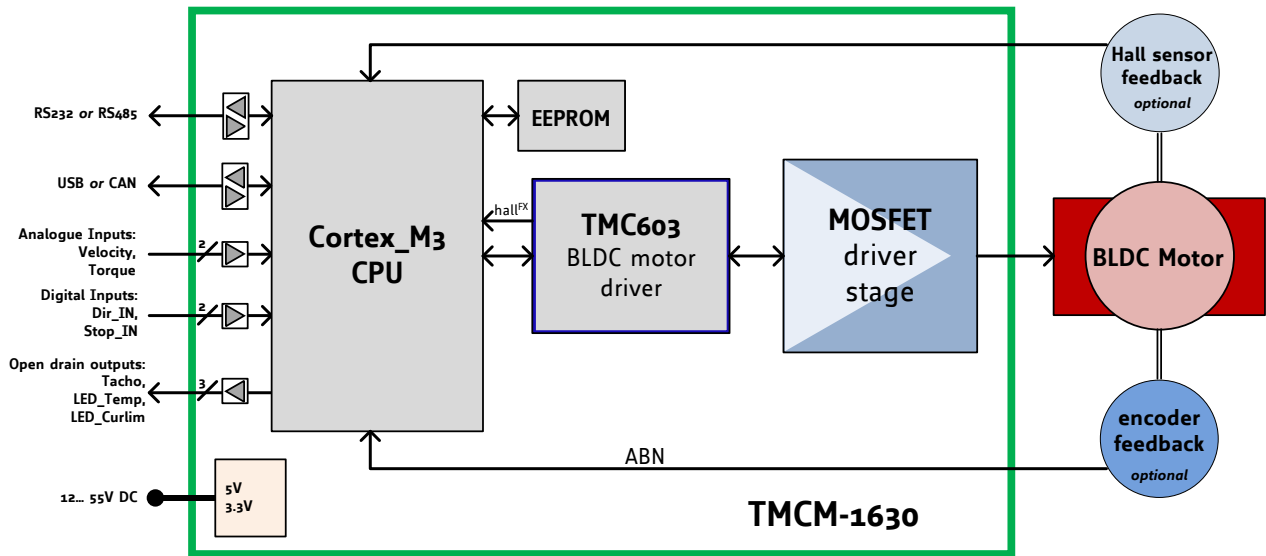 RS232 or RS485
USB or CAN
Analogue Inputs:
Velocity,
Torque
Digital Inputs:
Dir_IN,
Stop_IN
Open drain outputs:
Tacho,
LED_Temp,
LED_Curlim
12... 55V DC
2
2
3
5V
3.3V
Cortex_M3
CPU
EEPROM
hallFX
TMC603
BLDC motor
driver
MOSFET
driver
stage
ABN
TMCM-1630
Hall sensor
feedback
optional
BLDC Motor
encoder
feedback
optional